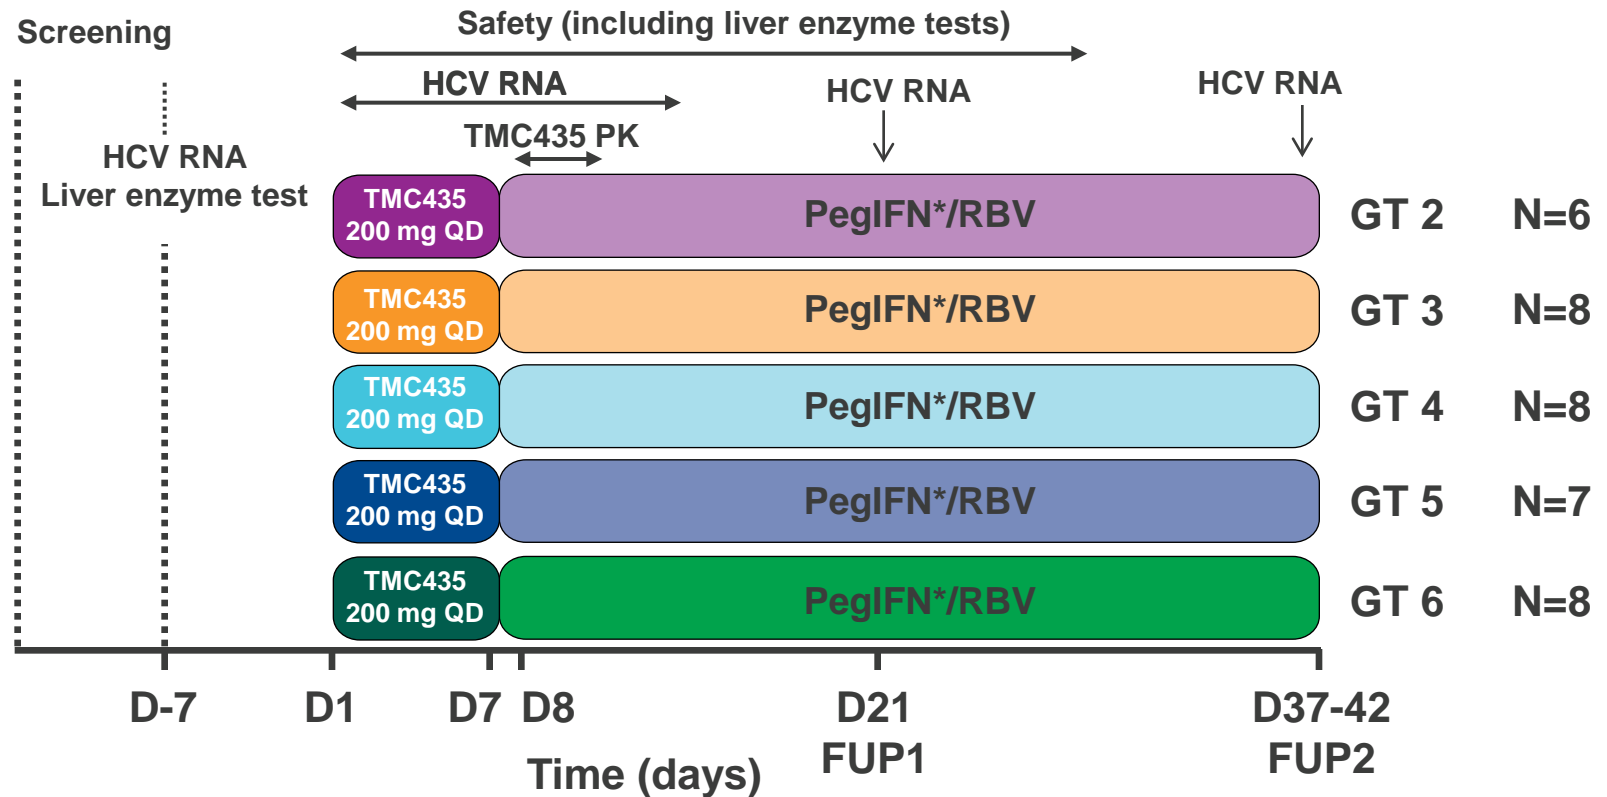 Safety (including liver enzyme tests)
Screening
HCV RNA
HCV RNA
HCV RNA
TMC435 PK
HCV RNA
Liver enzyme test
TMC435
200 mg QD
PegIFN*/RBV
GT 2
N=6
TMC435
200 mg QD
PegIFN*/RBV
GT 3
N=8
TMC435
200 mg QD
PegIFN*/RBV
GT 4
N=8
TMC435
200 mg QD
PegIFN*/RBV
GT 5
N=7
TMC435
200 mg QD
PegIFN*/RBV
GT 6
N=8
D-7
D1
D7
D8
D21
FUP1
D37-42
FUP2
Time (days)